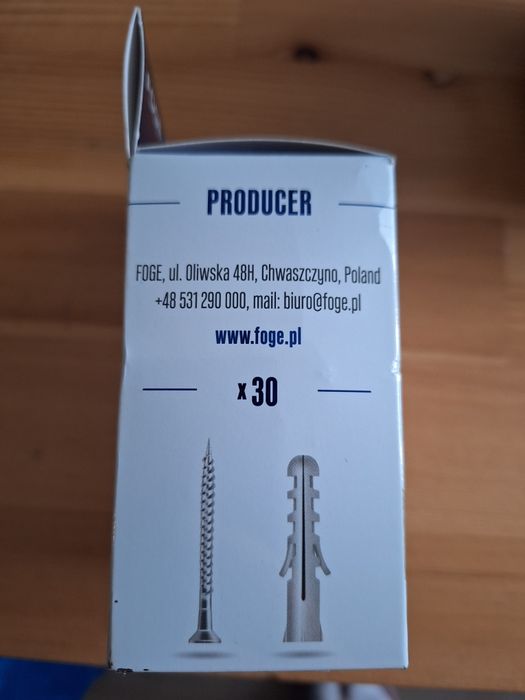 PRODUCER
FOGE, ul. Oliwska 48H, Chwaszczyno, Poland
+48 531 290 000, mail: biuro@foge.pl
www.foge.pl
x 30